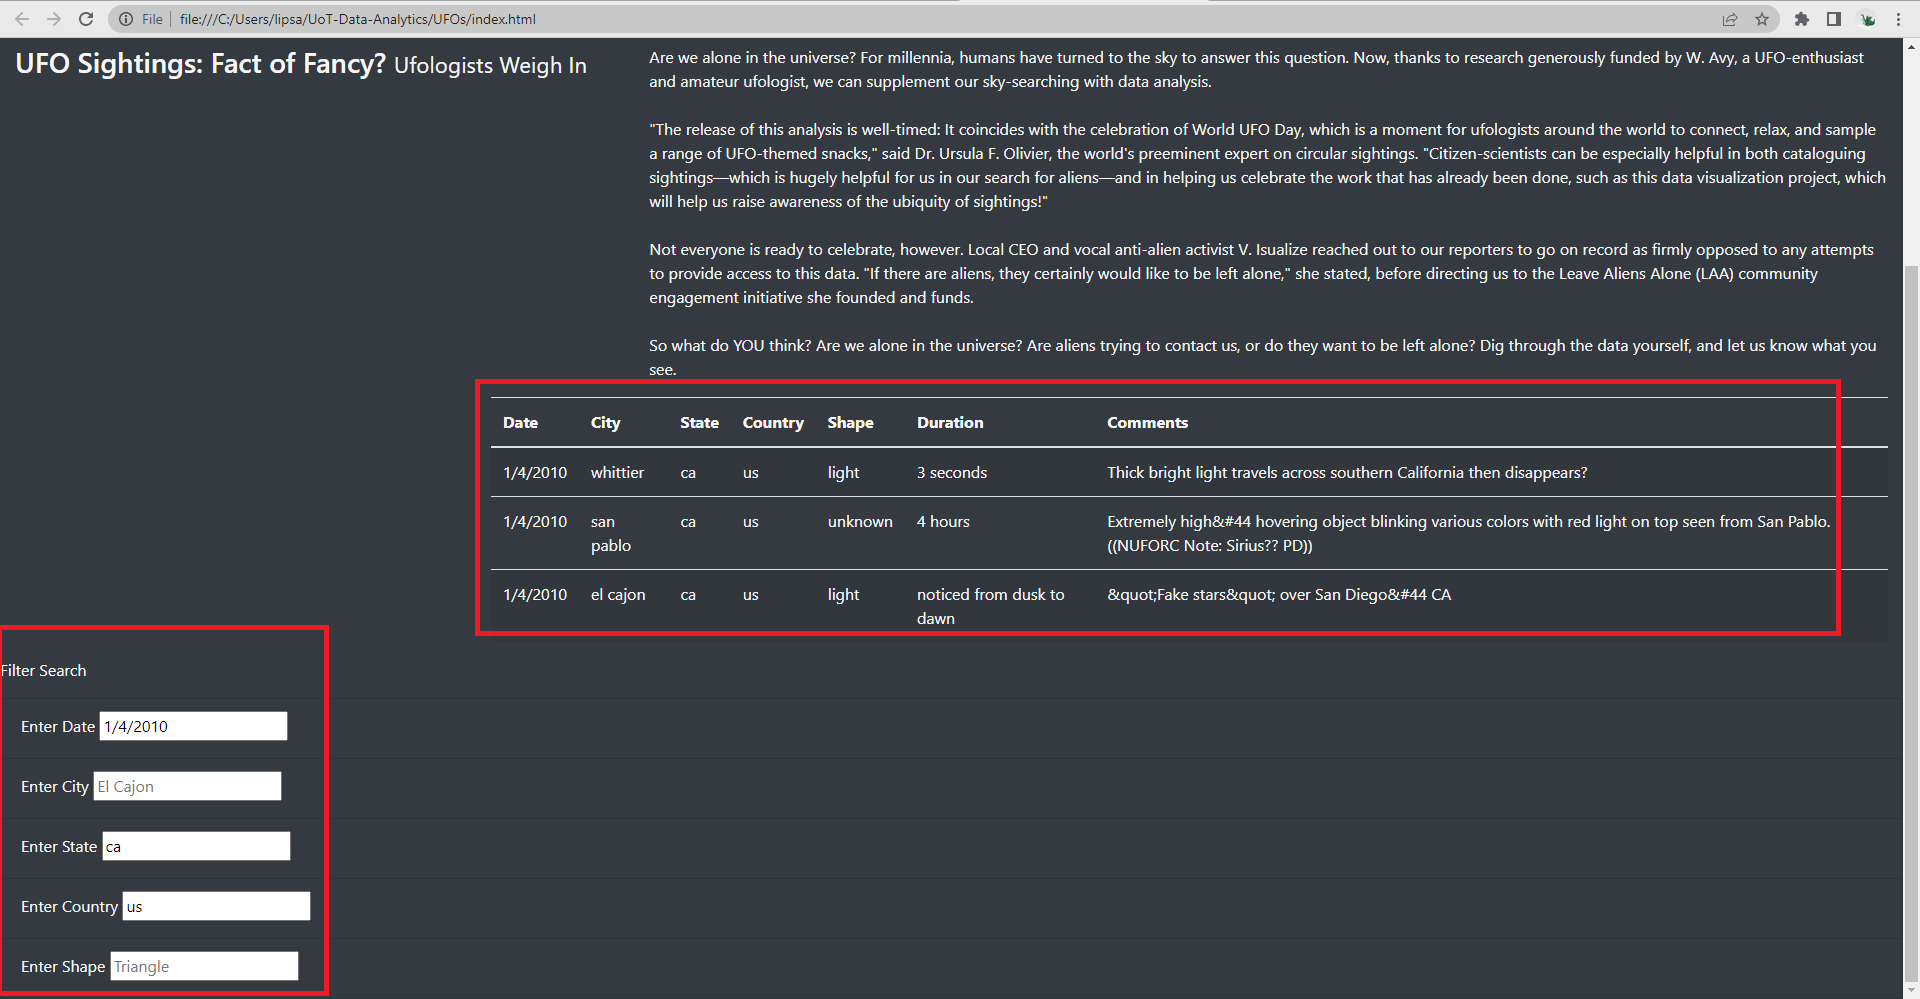 File | file:///C:/Users/lipsa/UoT-Data-Analytics/UFOs/index.html
UFO Sightings: Fact of Fancy? Ufologists Weigh In
Are we alone in the universe? For millennia, humans have turned to the sky to answer this question. Now, thanks to research generously funded by W. Avy, a UFO-enthusiast
and amateur ufologist, we can supplement our sky-searching with data analysis.
"The release of this analysis is well-timed: It coincides with the celebration of World UFO Day, which is a moment for ufologists around the world to connect, relax, and sample
a range of UFO-themed snacks," said Dr. Ursula F. Olivier, the world's preeminent expert on circular sightings. "Citizen-scientists can be especially helpful in both cataloguing
sightings—which is hugely helpful for us in our search for aliens—and in helping us celebrate the work that has already been done, such as this data visualization project, which
will help us raise awareness of the ubiquity of sightings!"
Not everyone is ready to celebrate, however. Local CEO and vocal anti-alien activist V. Isualize reached out to our reporters to go on record as firmly opposed to any attempts
to provide access to this data. "If there are aliens, they certainly would like to be left alone," she stated, before directing us to the Leave Aliens Alone (LAA) community
engagement initiative she founded and funds.
So what do YOU think? Are we alone in the universe? Are aliens trying to contact us, or do they want to be left alone? Dig through the data yourself, and let us know what you
see.
Date City State Country Shape Duration Comments
1/4/2010 whittier ca us light 3 seconds Thick bright light travels across southern California then disappears?
1/4/2010 san ca us unknown 4 hours Extremely high&#44 hovering object blinking various colors with red light on top seen from San Pablo.
pablo ((NUFORC Note: Sirius?? PD))
1/4/2010 el cajon ca us light noticed from dusk to &quot;Fake stars&quot; over San Diego&#44 CA
dawn
Filter Search
Enter Date 1/4/2010
Enter City El Cajon
Enter State ca
Enter Country us
Enter Shape Triangle